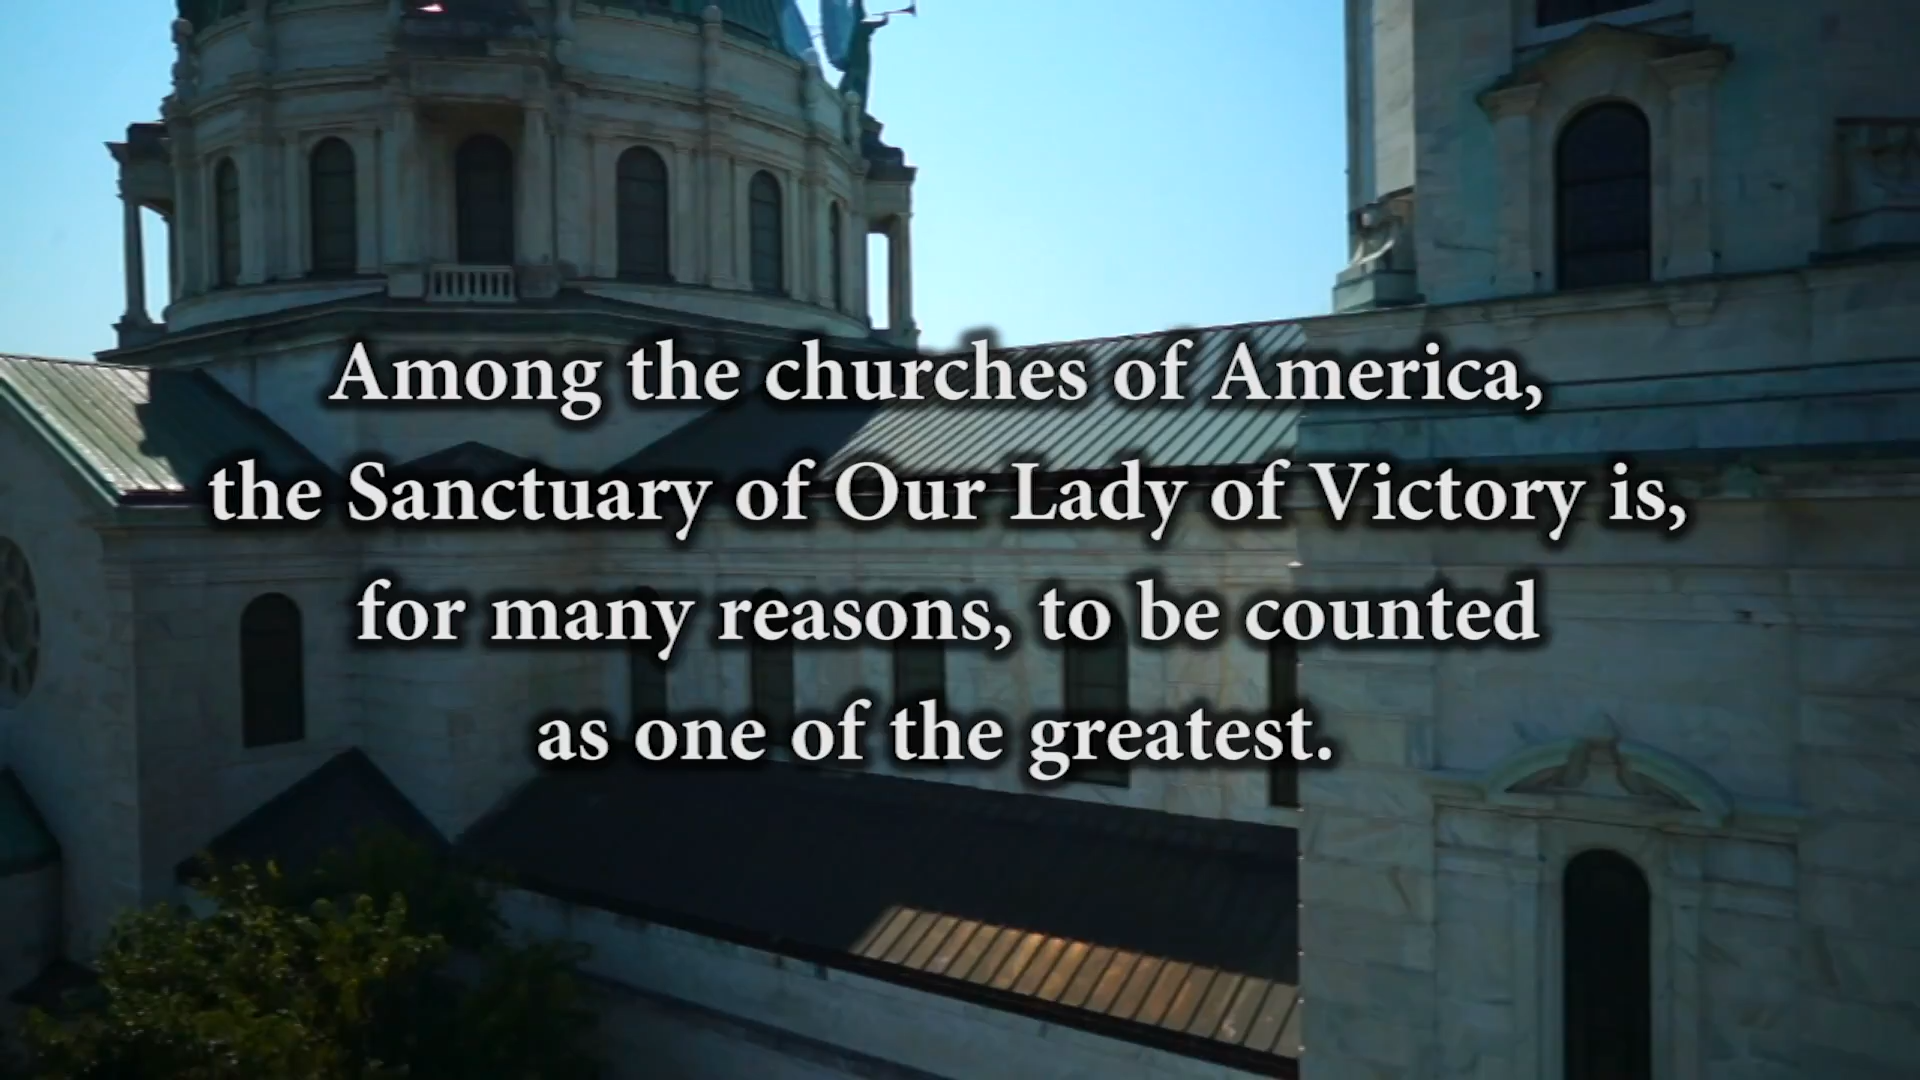 Among the churches of America,
the Sanctuary of Our Lady of Victory is,
for many reasons, to be counted
as one of the greatest.